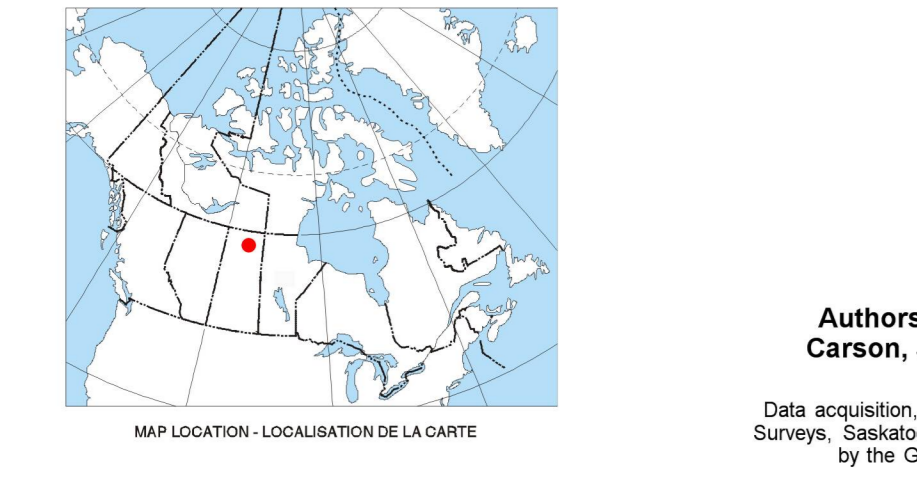 MAP LOCATION - LOCALISATION DE LA CARTE
Authors
Carson,
Data acquisition,
Surveys, Saskato
by the G